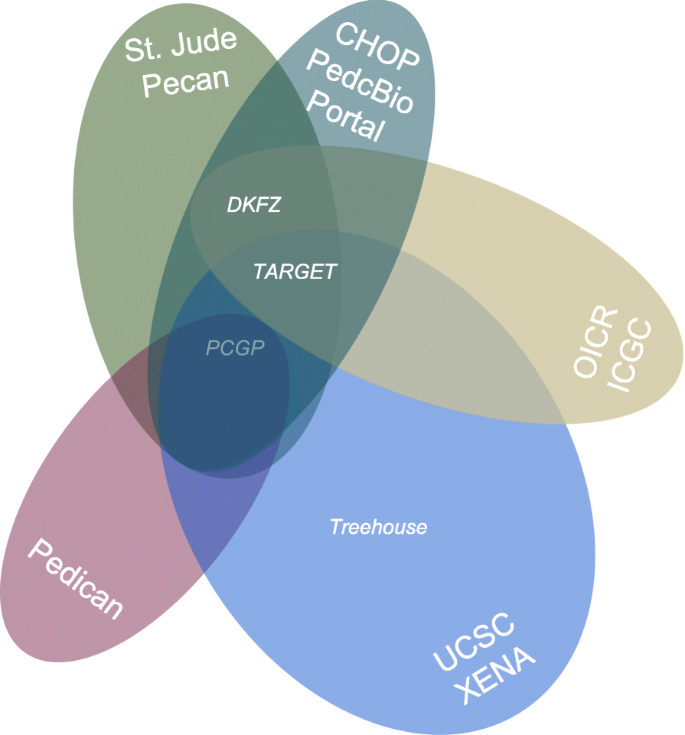 St. Jude
Pecan
CHOP
PedcBio
Portal
DKFZ
TARGET
OICR
ICGC
PCGP
Treehouse
Pedican
UCSC
XENA